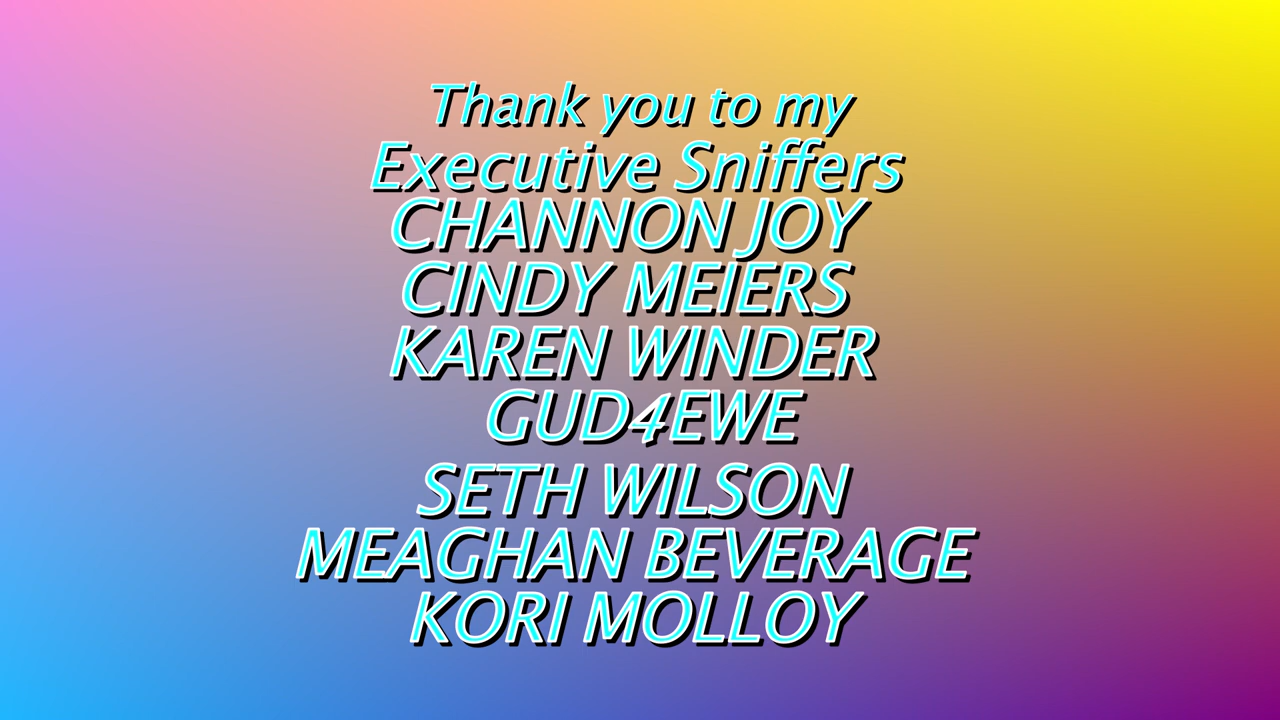 Thank you to my
Executive Sniffers
CHANNON JOY
CINDY MEIERS
KAREN WINDER
GUD4EWE
SETH WILSON
MEAGHAN BEVERAGE
KORI MOLLOY